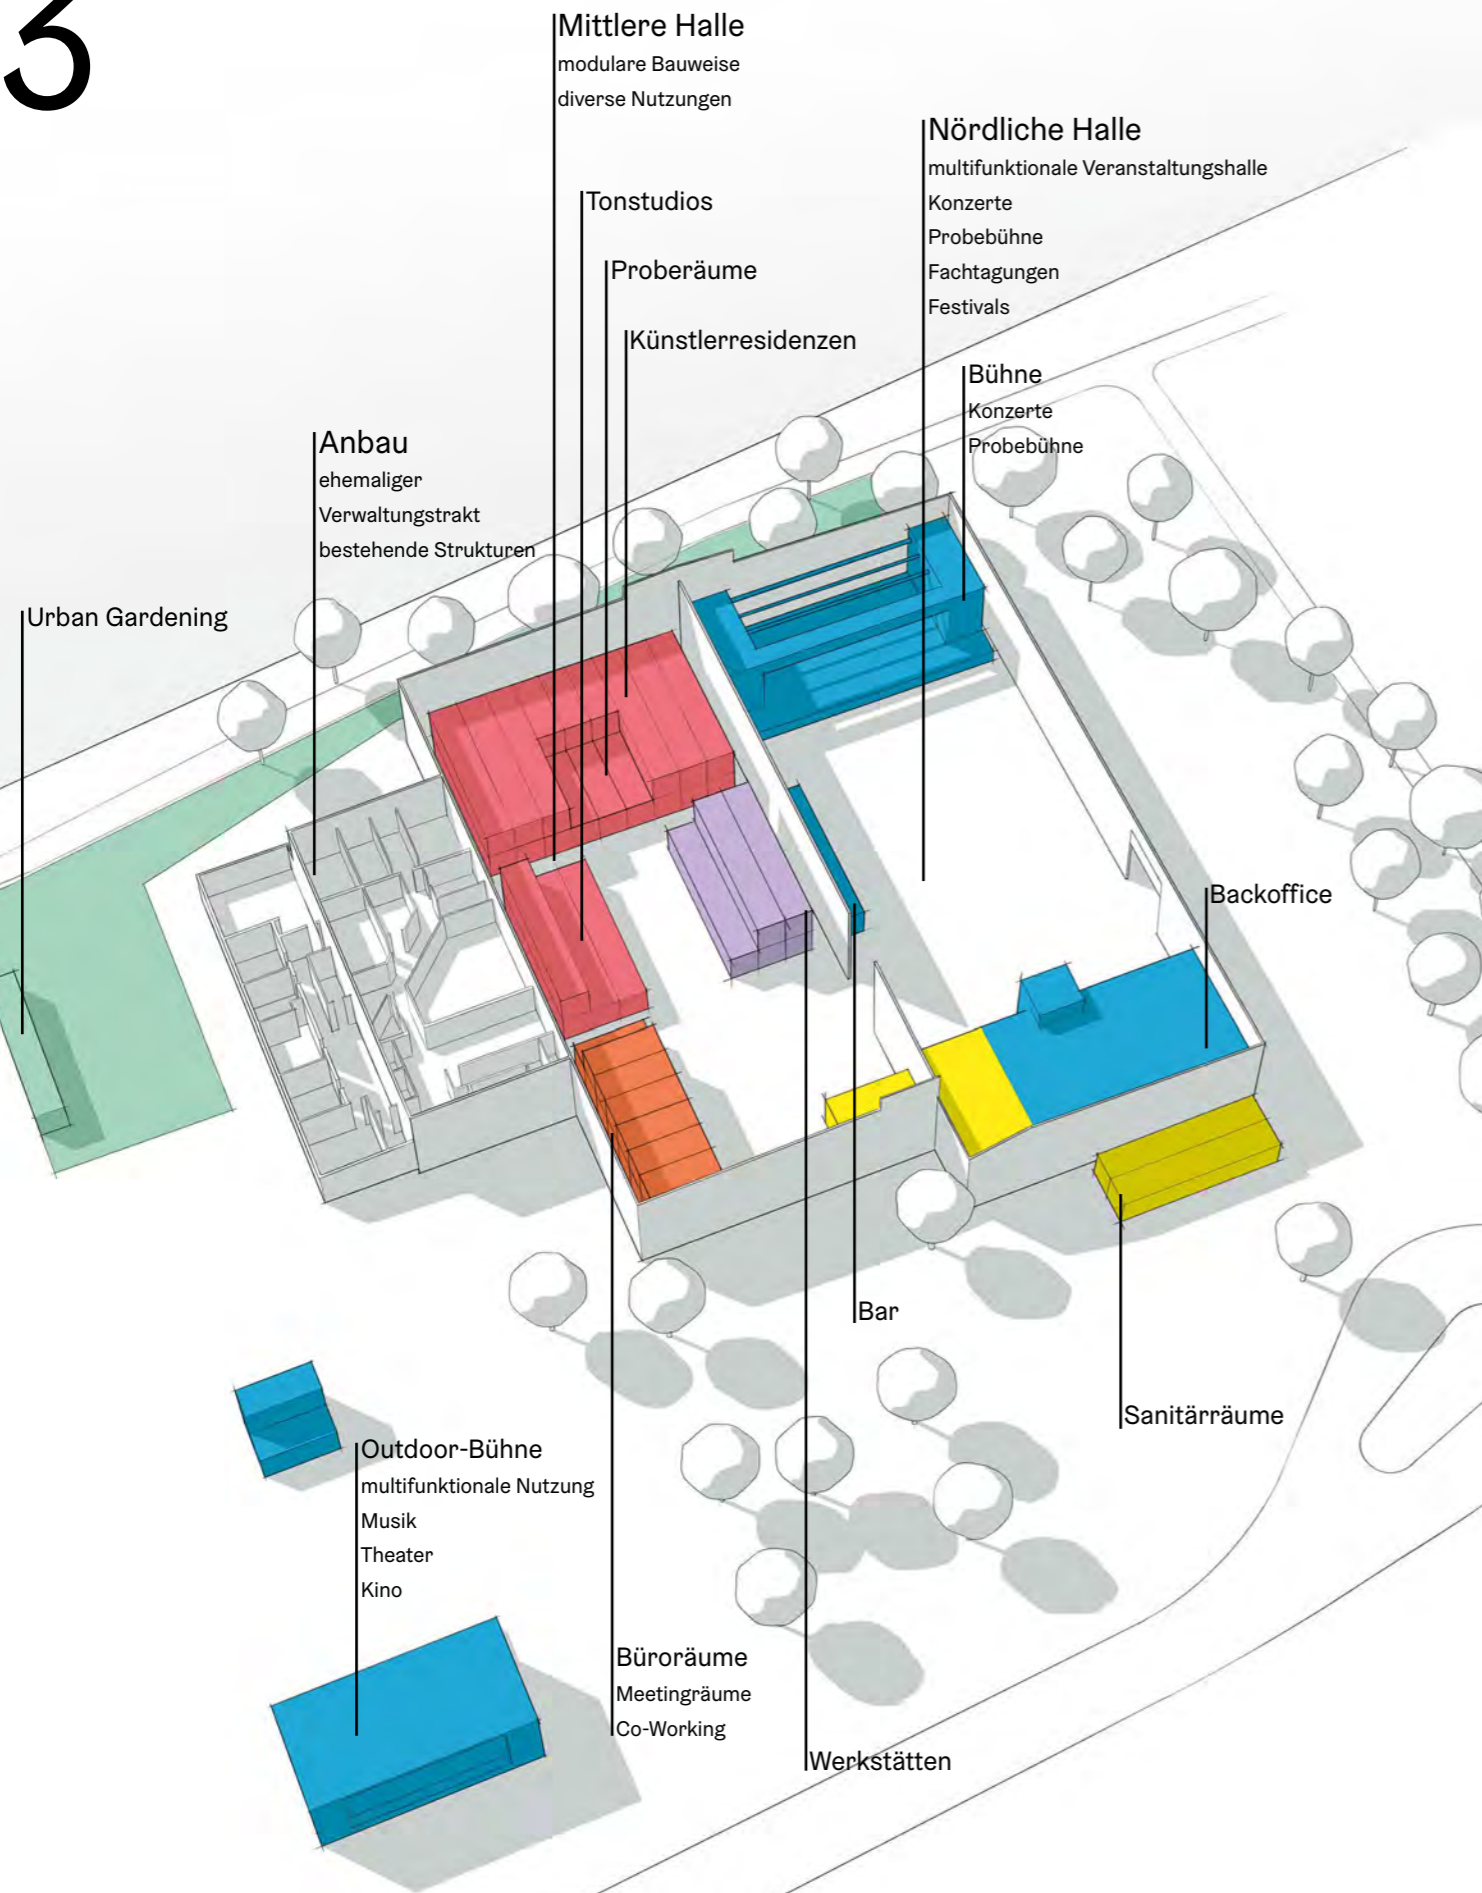 3
Mittlere Halle
modulare Bauweise
diverse Nutzungen
Nördliche Halle
multifunktionale Veranstaltungshalle
Konzerte
Probebühne
Fachtagungen
Festivals
Tonstudios
Proberäume
Künstlerresidenzen
Bühne
Konzerte
Probebühne
Anbau
ehemaliger
Verwaltungstrakt
bestehende Strukturen
Urban Gardening
Backoffice
Bar
Sanitärräume
Outdoor-Bühne
multifunktionale Nutzung
Musik
Theater
Kino
Büroräume
Meetingräume
Co-Working
Werkstätten